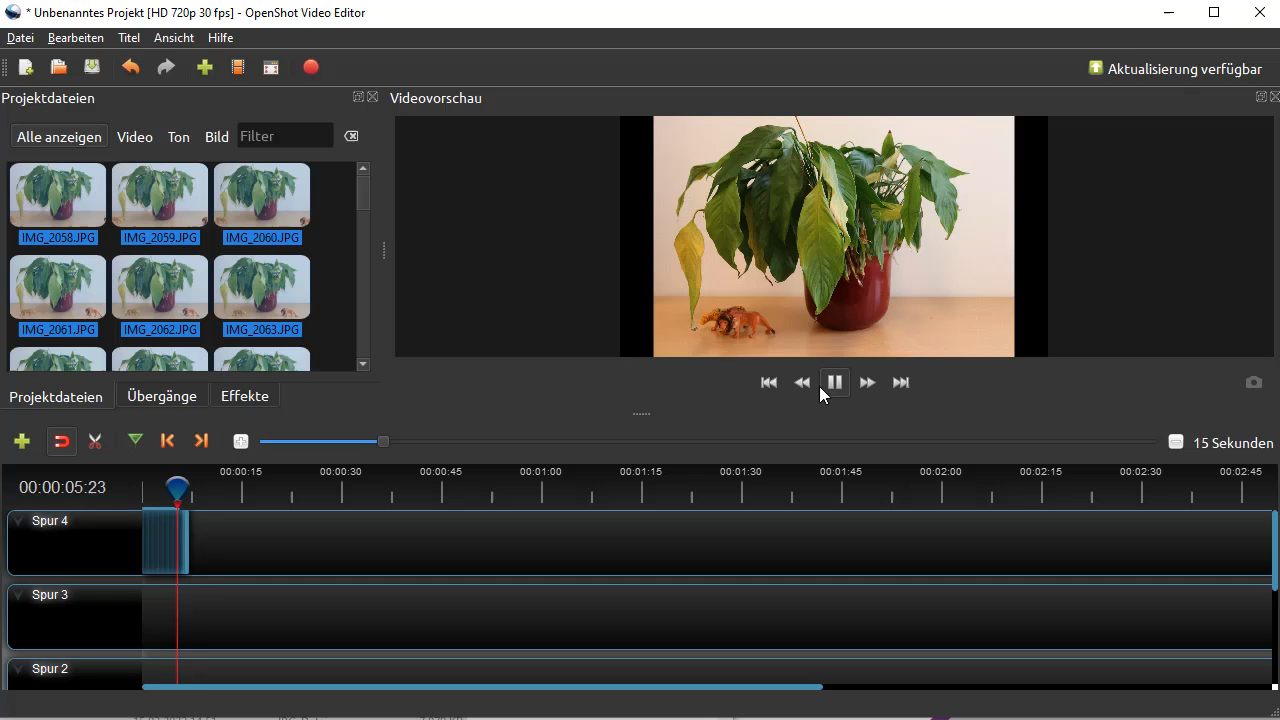 * Unbenanntes Projekt [HD 720p 30 fps] - OpenShot Video Editor
Datei Bearbeiten Titel Ansicht Hilfe
Aktualisierung verfügbar
Projektdateien
Videovorschau
Alle anzeigen Video Ton Bild Filter
IMG_2058.JPG IMG_2059.JPG IMG_2060.JPG
IMG_2061.JPG IMG_2062.JPG IMG_2063.JPG
Projektdateien Übergänge Effekte
15 Sekunden
00:00:05:23
00:00:15 00:00:30 00:00:45 00:01:00 00:01:15 00:01:30 00:01:45 00:02:00 00:02:15 00:02:30 00:02:45
Spur 4
Spur 3
Spur 2